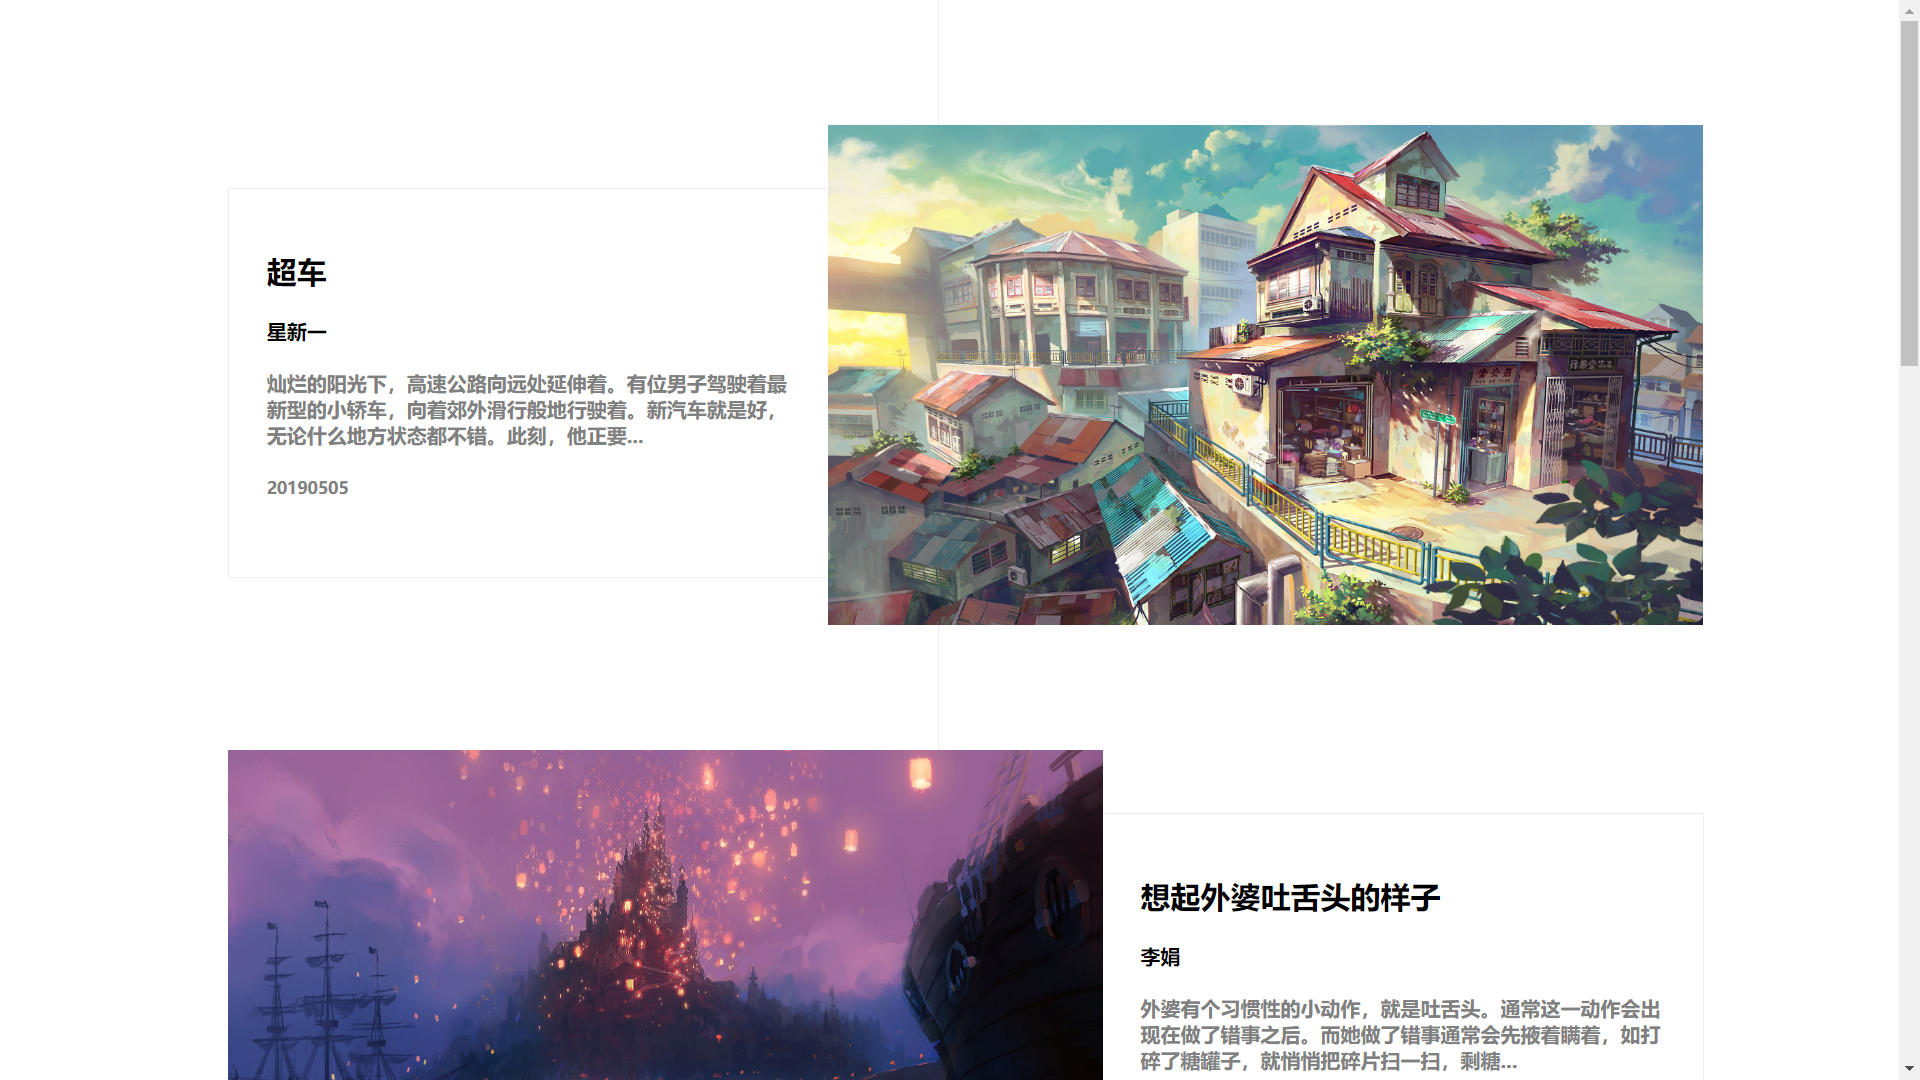 超车
星新一
灿烂的阳光下，高速公路向远处延伸着。有位男子驾驶着最
新型的小轿车，向着郊外滑行般地行驶着。新汽车就是好，
无论什么地方状态都不错。此刻，他正要...
20190505
想起外婆吐舌头的样子
李娟
外婆有个习惯性的小动作，就是吐舌头。通常这一动作会出
现在做了错事之后。而她做了错事通常会先掖着瞒着，如打
碎了糖罐子，就悄悄把碎片扫一扫，剩糖...